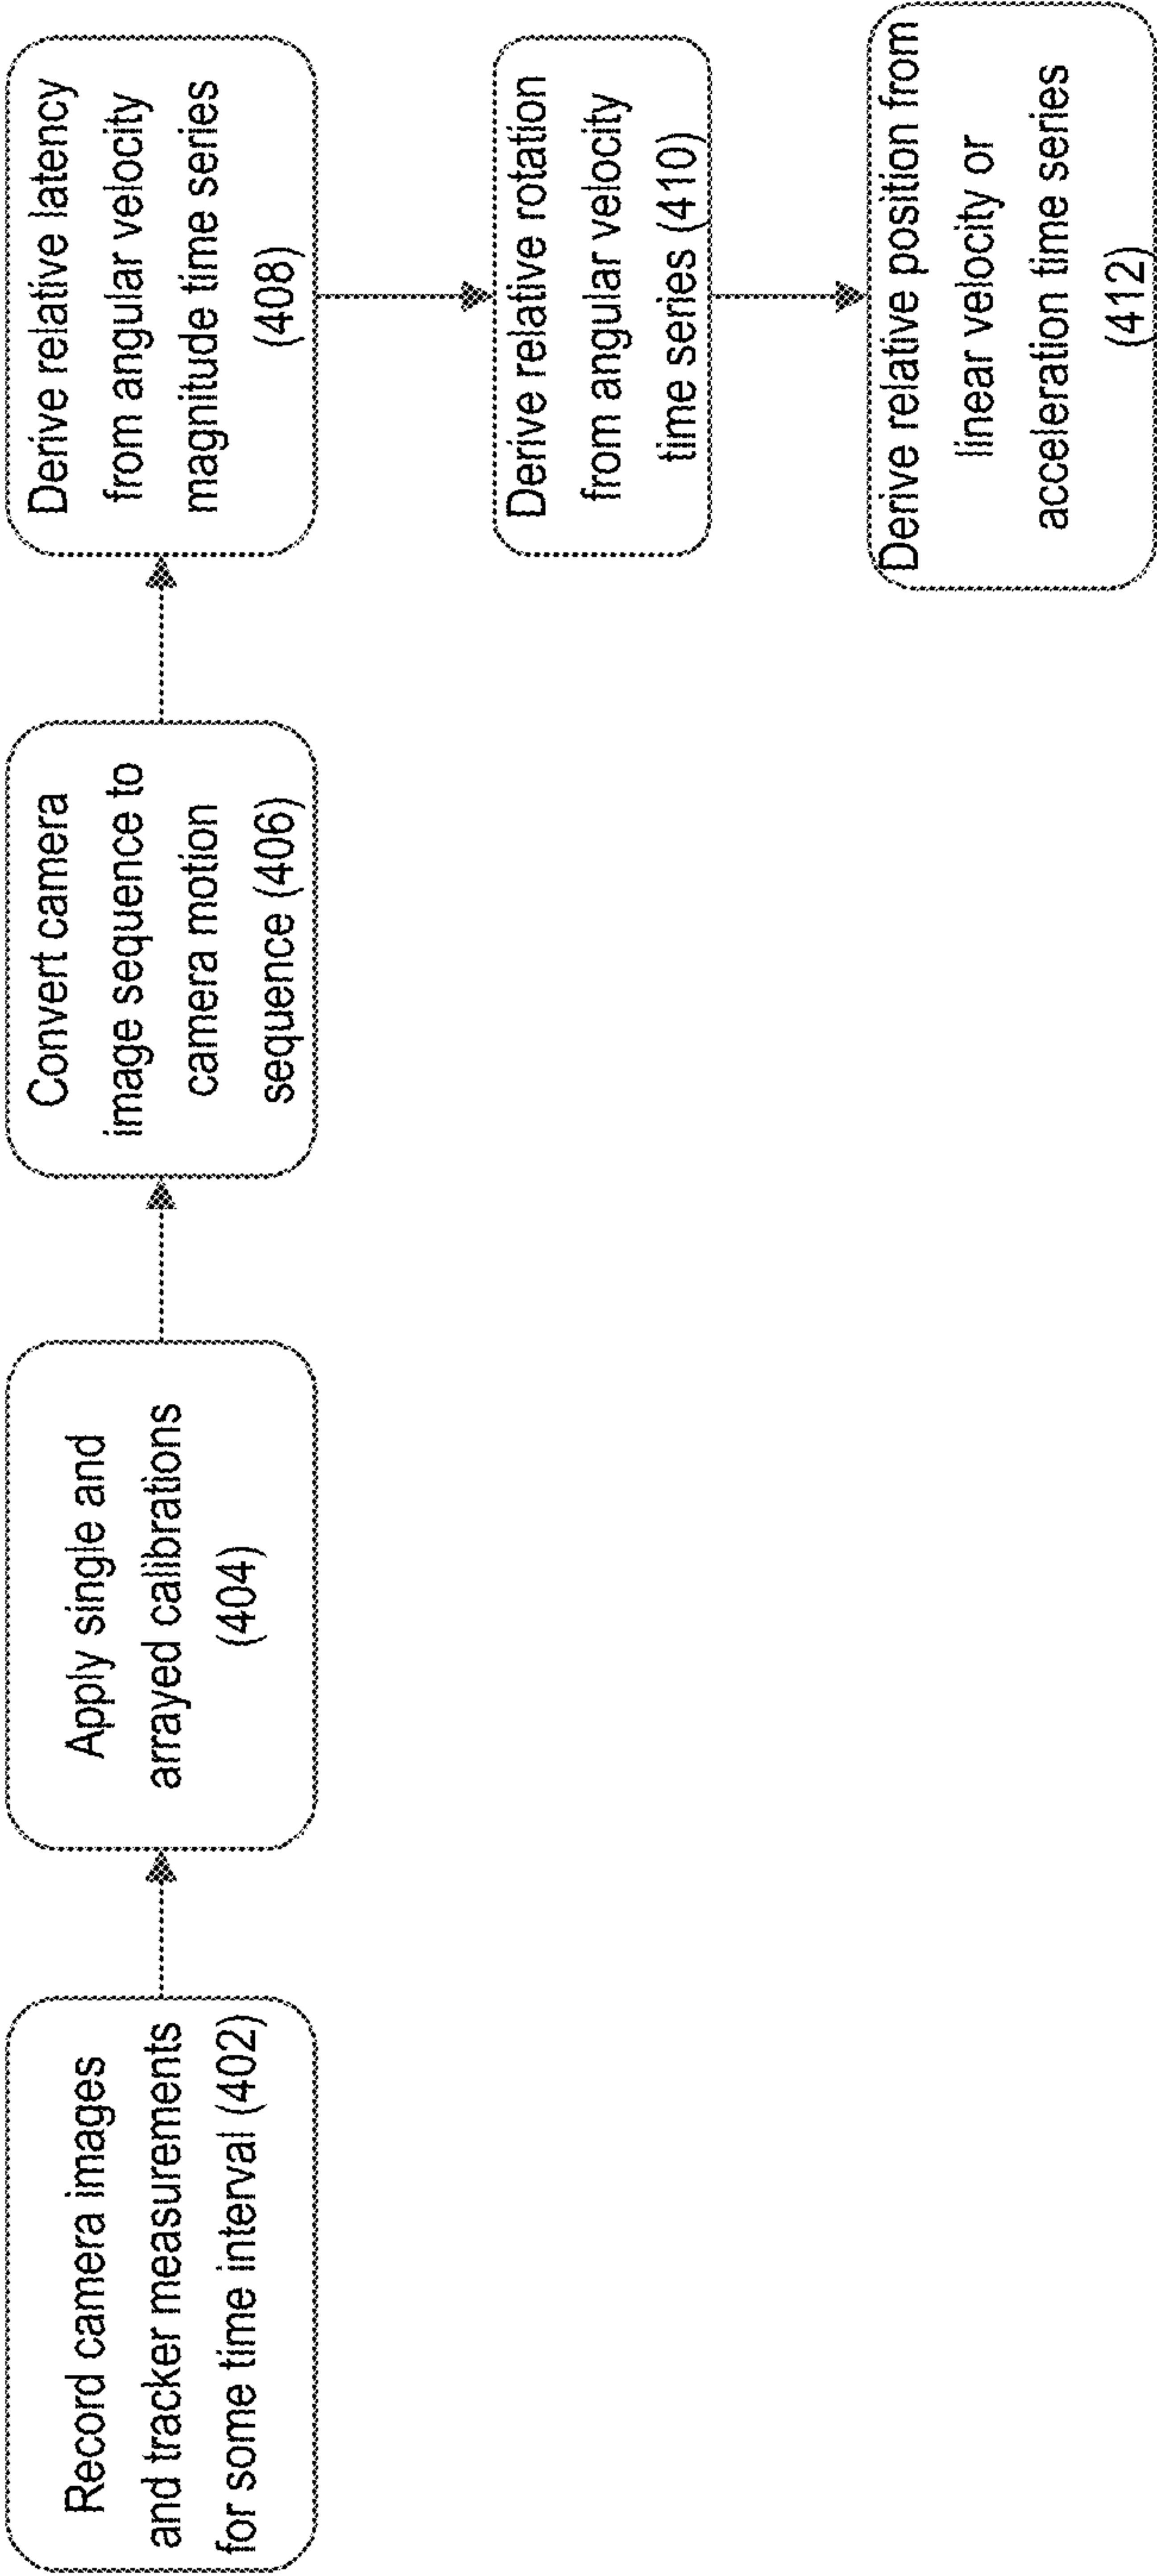 Record camera images
and tracker measurements
for some time interval (402)
Apply single and
arrayed calibrations
(404)
Convert camera
image sequence to
camera motion
sequence (406)
Derive relative latency
from angular velocity
magnitude time series
(408)
Derive relative rotation
from angular velocity
time series (410)
Derive relative position from
linear velocity or
acceleration time series
(412)